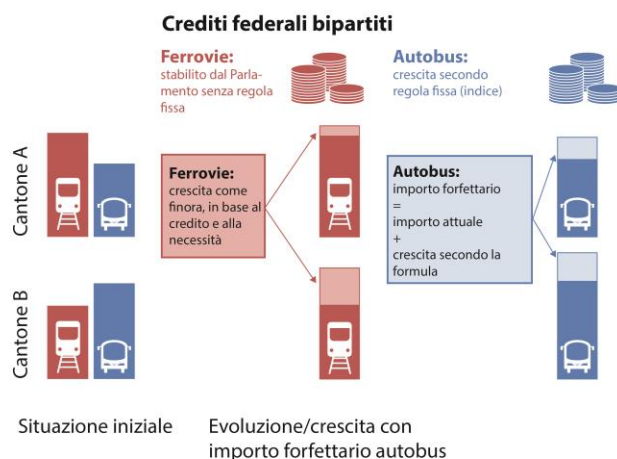 Crediti federali bipartiti
Ferrovie:
stabilito dal Parla-
mento senza regola
fissa
Autobus:
crescita secondo
regola fissa (indice)
Cantone A
Ferrovie:
crescita come
finora, in base al
credito e alla
necessità
Autobus:
importo forfettario
=
importo attuale
+
crescita secondo la
formula
Cantone B
Situazione iniziale
Evoluzione/crescita con
importo forfettario autobus